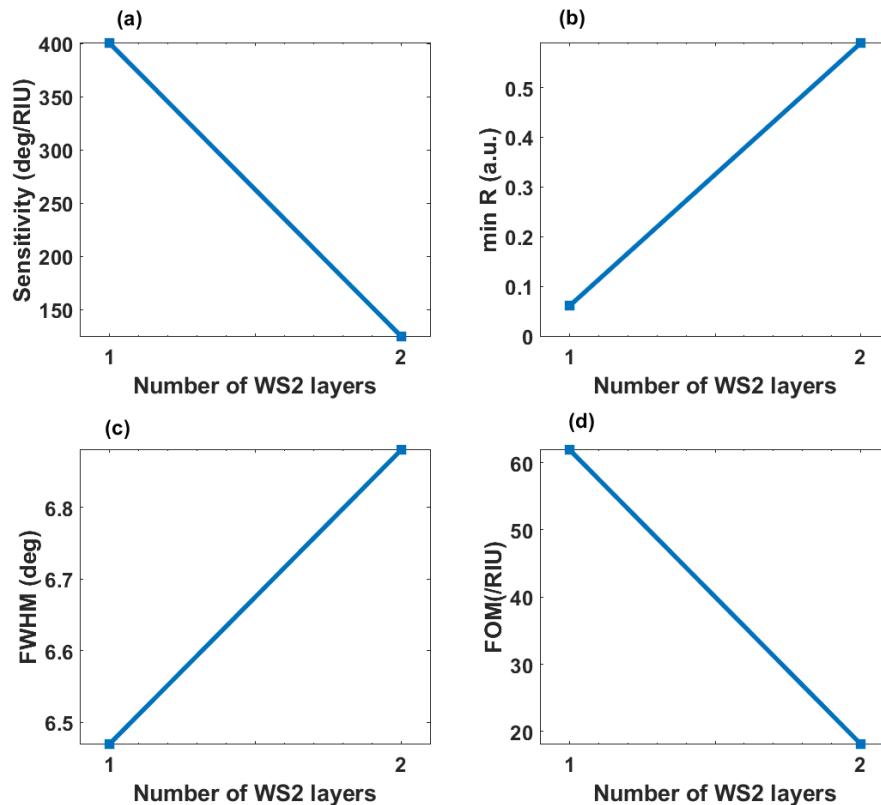 (a)
400
350
300
250
200
150
Sensitivity (deg/RIU)
1
2
Number of WS2 layers
(b)
0.5
0.4
0.3
0.2
0.1
0
min R (a.u.)
1
2
Number of WS2 layers
(c)
6.8
6.7
6.6
6.5
FWHM (deg)
1
2
Number of WS2 layers
(d)
60
50
40
30
20
FOM(/RIU)
1
2
Number of WS2 layers